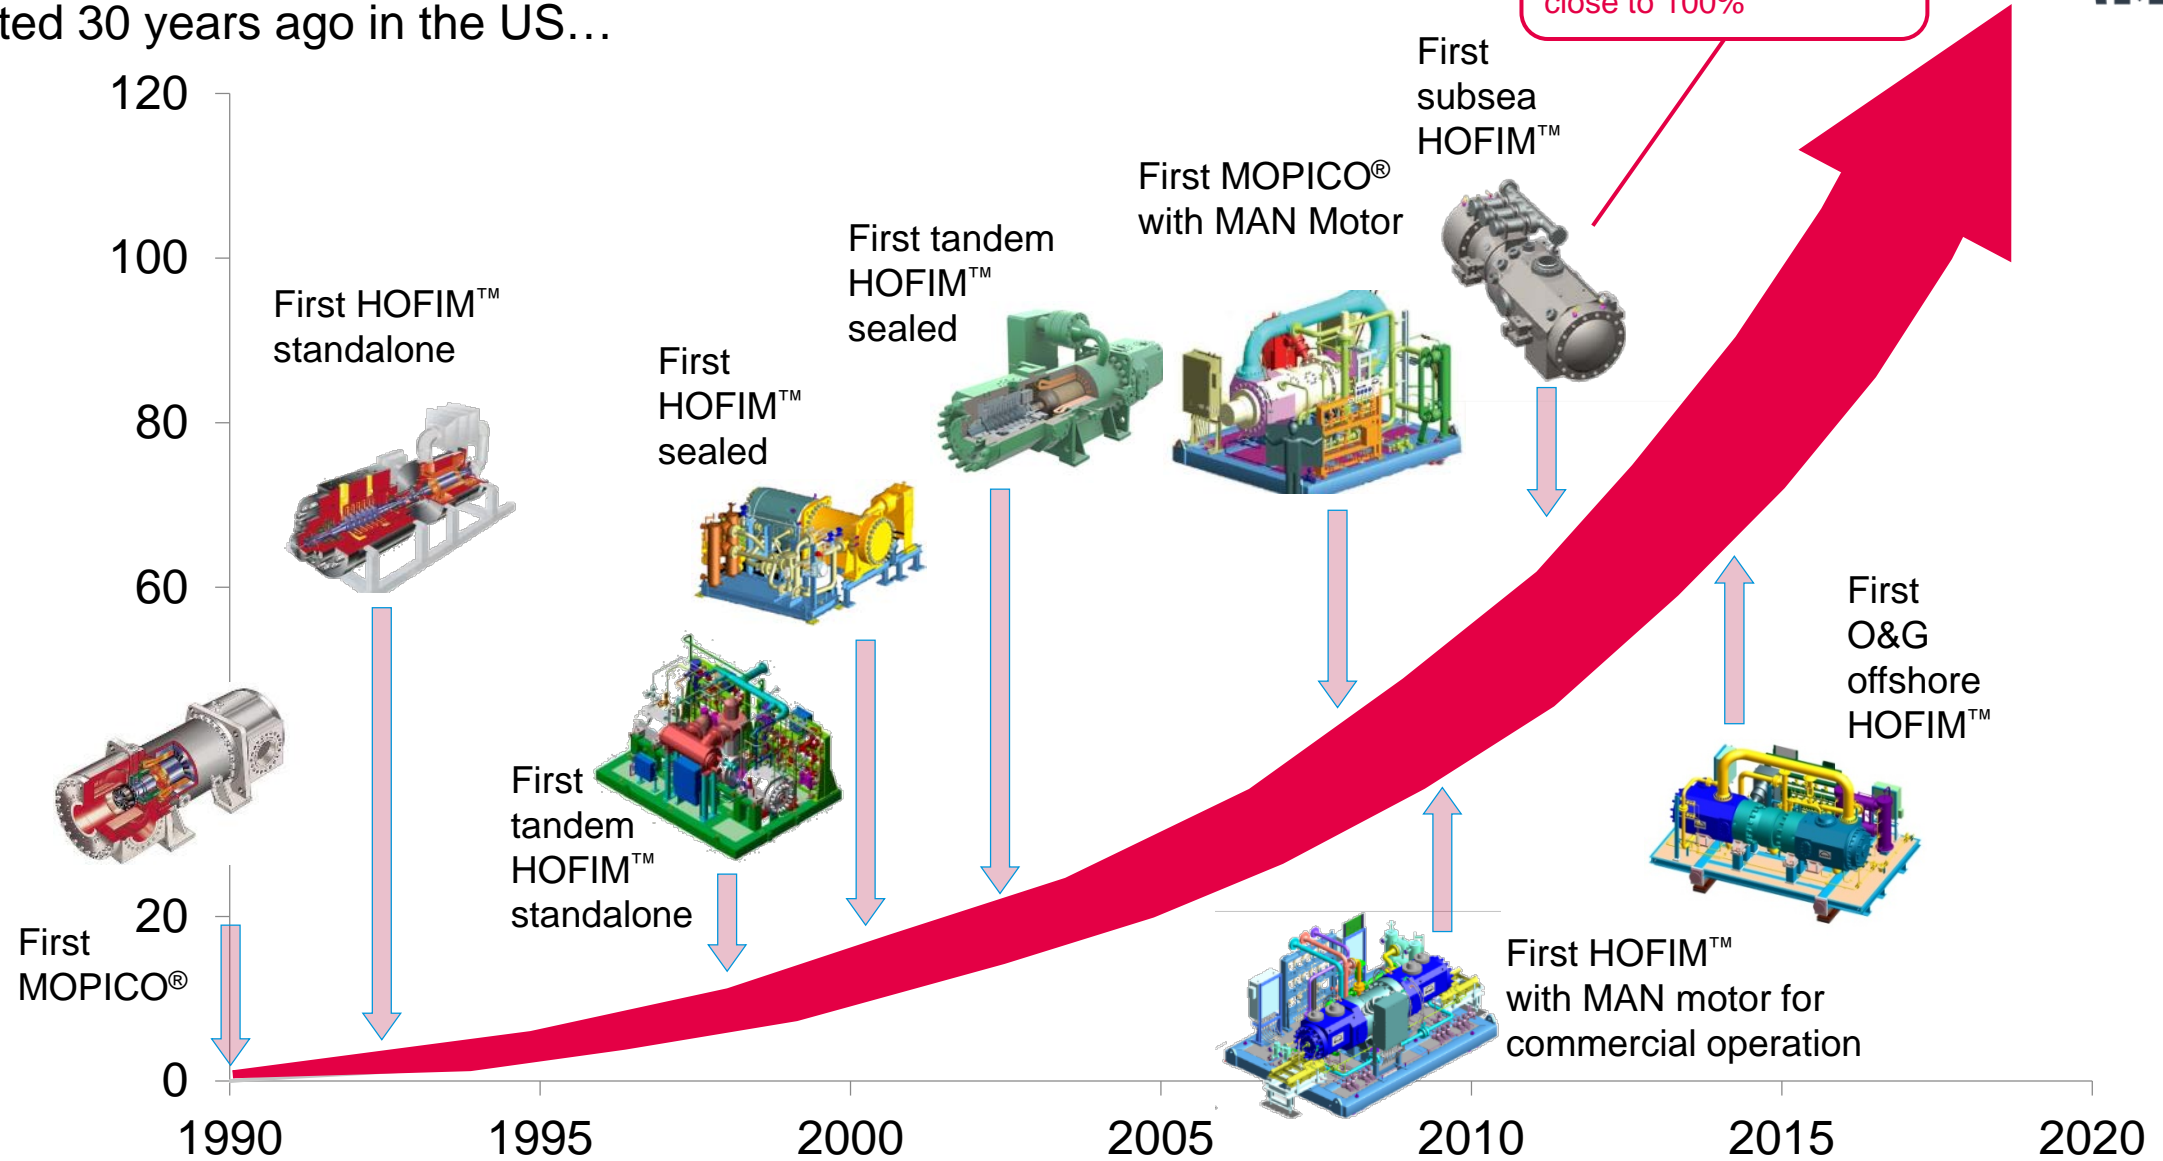 30 years ago in the US…
close to 100%
First
subsea
HOFIM™
120
First MOPICO®
with MAN Motor
First tandem
HOFIM™
sealed
100
First HOFIM™
standalone
First
HOFIM™
sealed
80
60
First
O&G
offshore
HOFIM™
First
tandem
HOFIM™
standalone
20
First
MOPICO®
First HOFIM™
with MAN motor for
commercial operation
0
1990
1995
2000
2005
2010
2015
2020